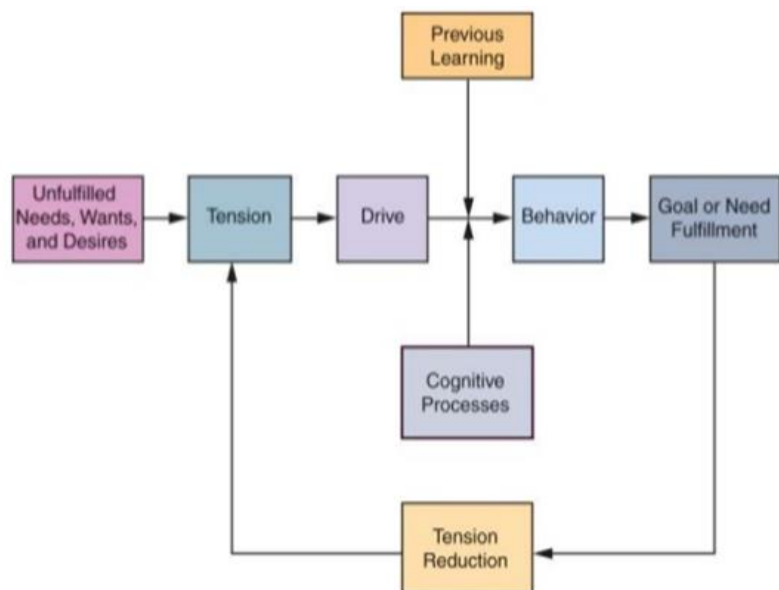 Previous
Learning
Unfulfilled
Needs, Wants,
and Desires
Tension
Drive
Behavior
Goal or Need
Fulfillment
Cognitive
Processes
Tension
Reduction